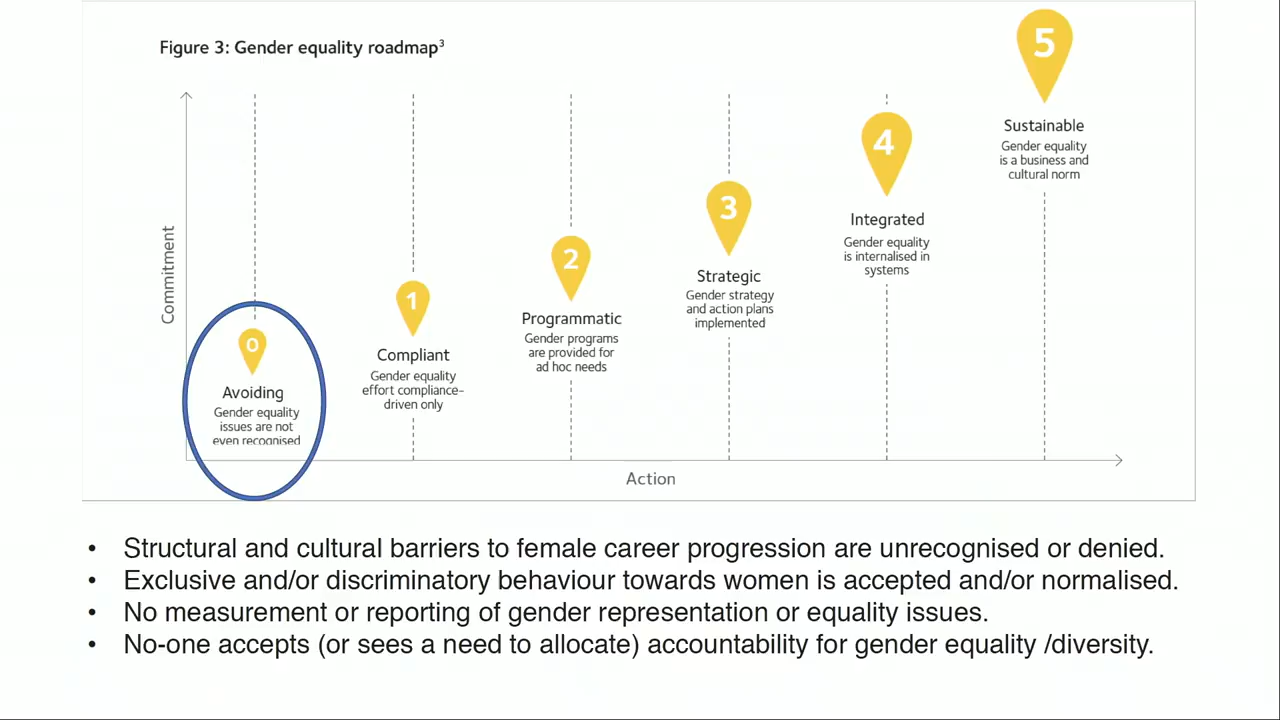 Figure 3: Gender equality roadmap3
5
Sustainable
Gender equality
is a business and
cultural norm
4
Integrated
Gender equality
is internalised in
systems
3
Strategic
Gender strategy
and action plans
implemented
2
Programmatic
Gender programs
are provided for
ad hoc needs
1
Compliant
Gender equality
effort compliance-
driven only
0
Avoiding
Gender equality
issues are not
even recognised
Commitment
Action
• Structural and cultural barriers to female career progression are unrecognised or denied.
• Exclusive and/or discriminatory behaviour towards women is accepted and/or normalised.
• No measurement or reporting of gender representation or equality issues.
• No-one accepts (or sees a need to allocate) accountability for gender equality /diversity.